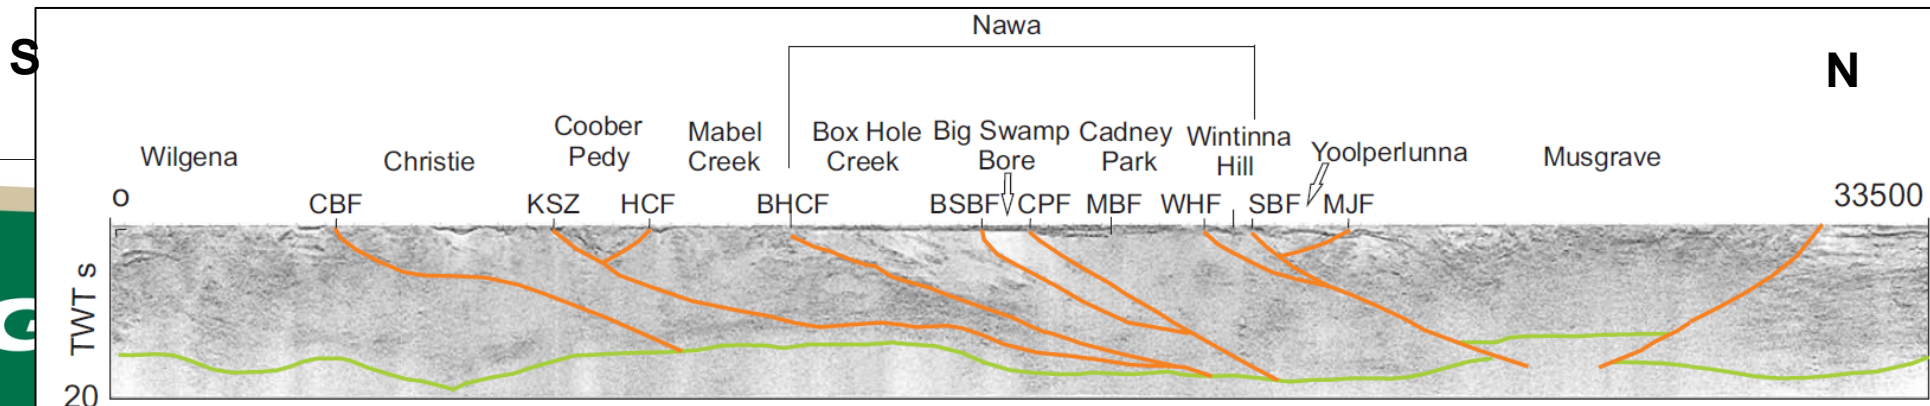 S
Nawa
N
Coober Pedy
Mabel Creek
Box Hole Creek
Big Swamp Bore
Cadney Park
Wintinna Hill
Yoolperlunna
Wilgena
Christie
Musgrave
0
CBF
KSZ
HCF
BHCF
BSBF
CPF
MBF
WHF
SBF
MJF
33500
TWT s
20